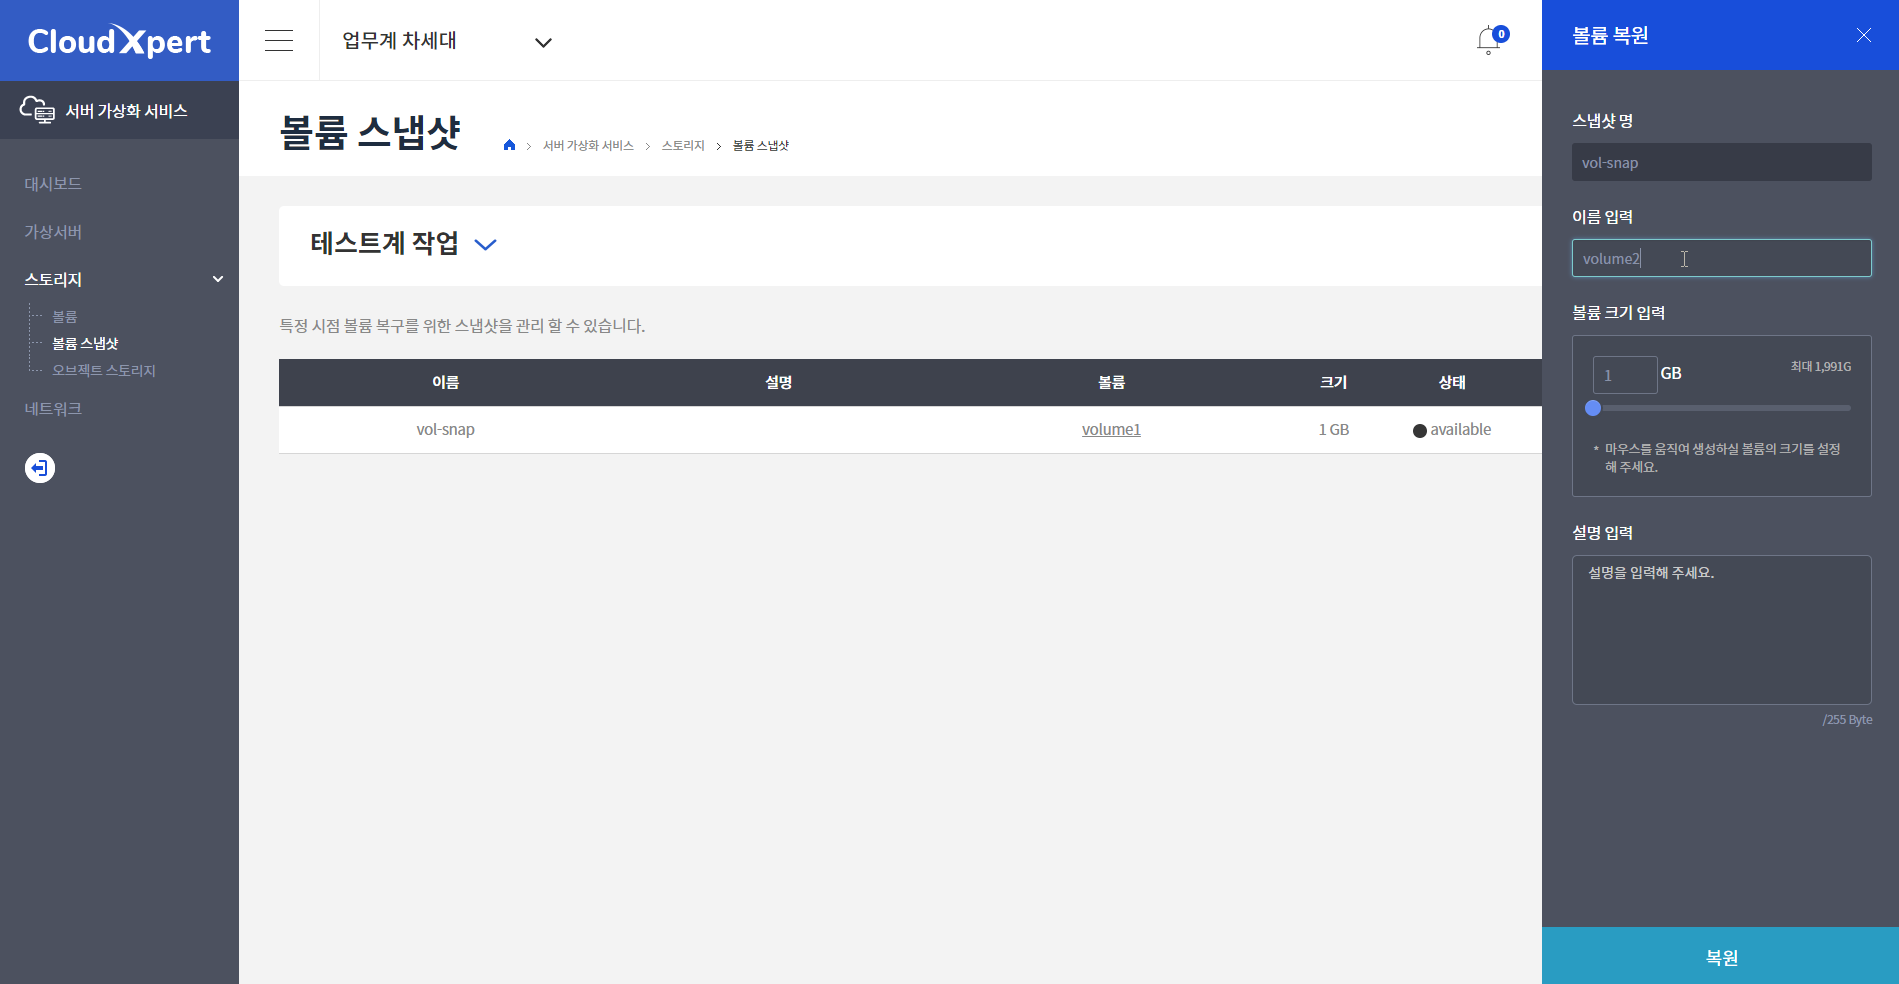 CloudXpert
서버 가상화 서비스
대시보드
가상서버
스토리지
볼륨
볼륨 스냅샷
오브젝트 스토리지
네트워크
업무계 차세대
0
볼륨 스냅샷
서버 가상화 서비스
스토리지
볼륨 스냅샷
테스트계 작업
특정 시점 볼륨 복구를 위한 스냅샷을 관리 할 수 있습니다.
이름 설명 볼륨 크기 상태
vol-snap volume1 1 GB available
볼륨 복원
스냅샷 명
vol-snap
이름 입력
volume2
볼륨 크기 입력
1 GB 최대 1,991G
* 마우스를 움직여 생성하실 볼륨의 크기를 설정
해 주세요.
설명 입력
설명을 입력해 주세요.
/255 Byte
복원